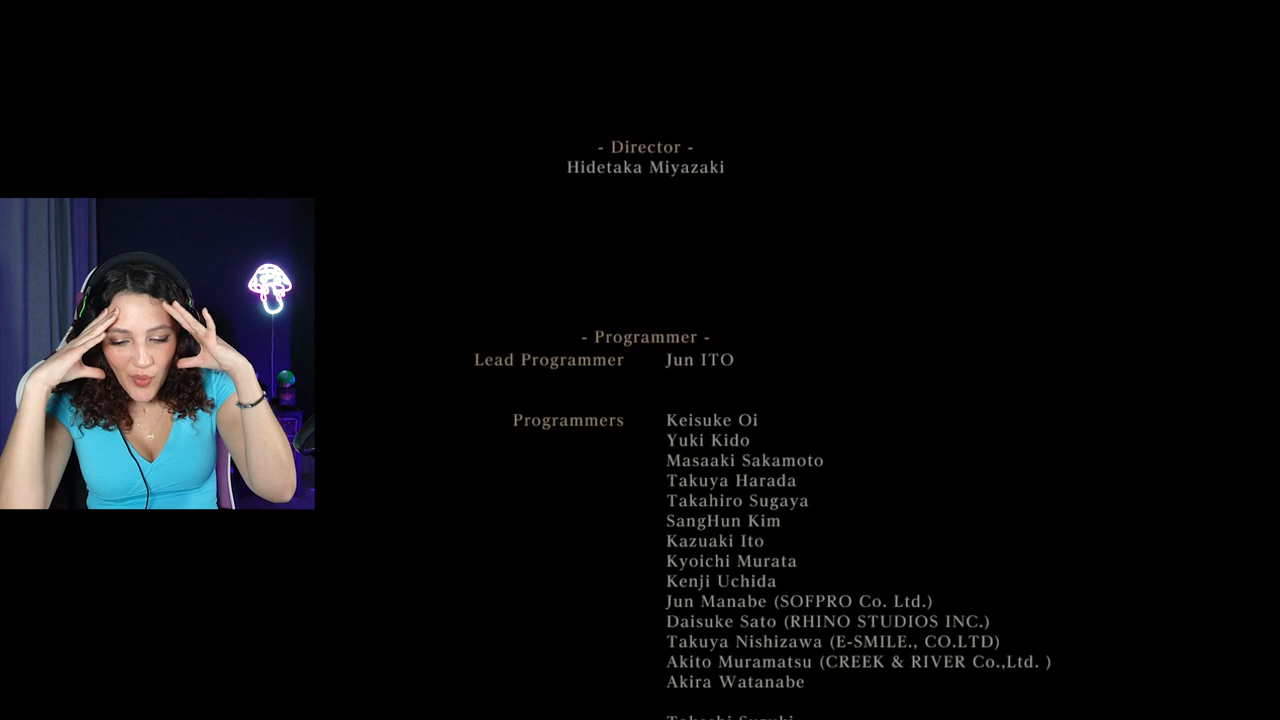 - Director -
Hidetaka Miyazaki
- Programmer -
Lead Programmer Jun ITO
Programmers Keisuke Oi
Yuki Kido
Masaaki Sakamoto
Takuya Harada
Takahiro Sugaya
SangHun Kim
Kazuaki Ito
Kyoichi Murata
Kenji Uchida
Jun Manabe (SOFPRO Co. Ltd.)
Daisuke Sato (RHINO STUDIOS INC.)
Takuya Nishizawa (E-SMILE., CO.LTD)
Akito Muramatsu (CREEK & RIVER Co.,Ltd. )
Akira Watanabe